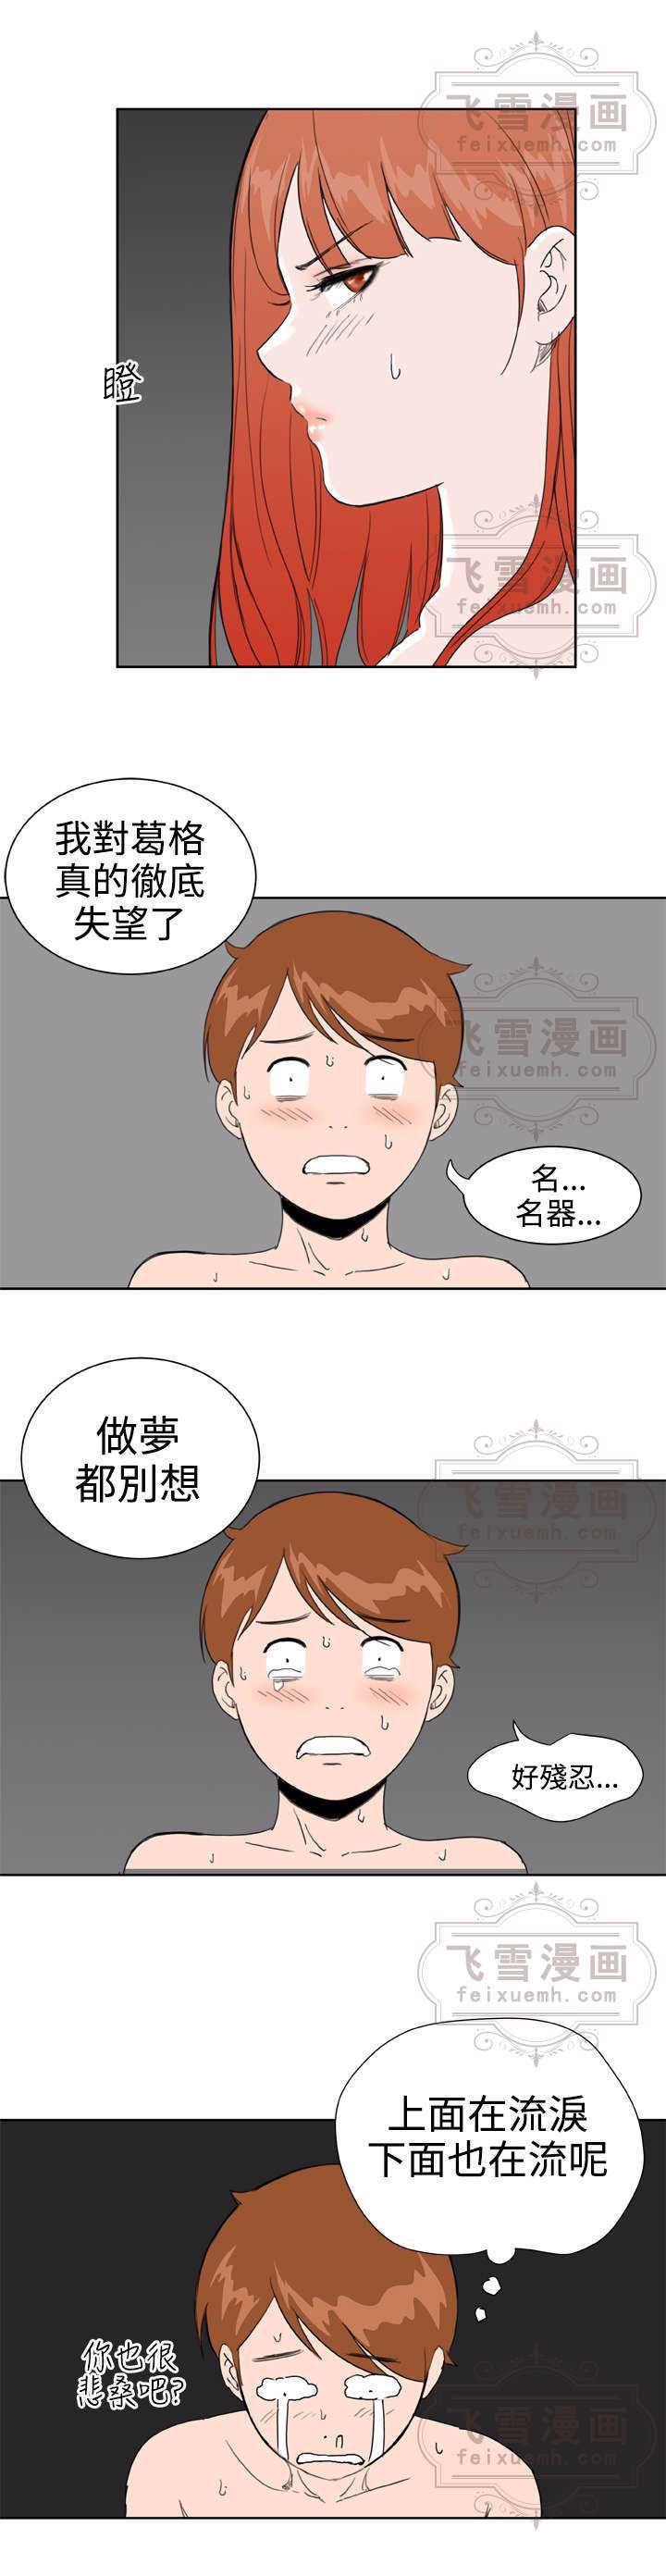 飞雪漫画
feixuemh.com
瞪
飞雪漫画
feixuemh.com
我對葛格
真的徹底
失望了
飞雪漫画
feixuemh.com
名...
名器...
做夢
都別想
飞雪漫画
feixuemh.com
好殘忍...
飞雪漫画
feixuemh.com
上面在流淚
下面也在流呢
你也很
悲桑吧?
飞雪漫画
feixuemh.com